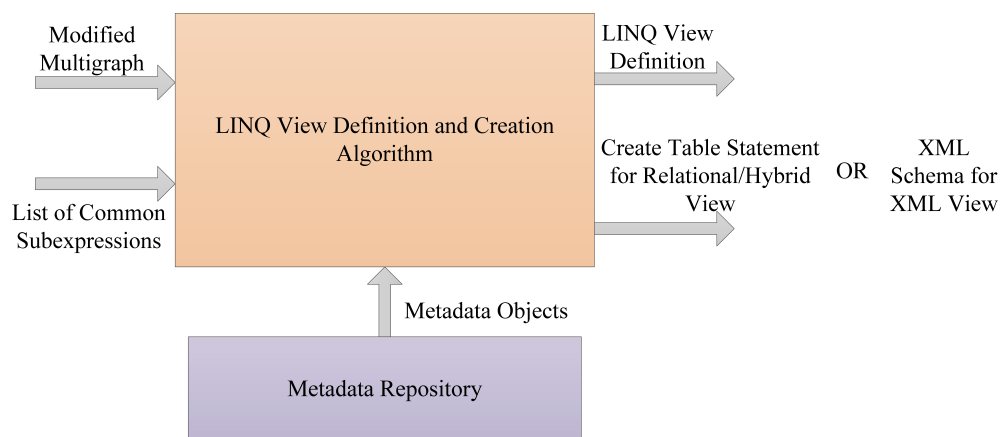 Modified
Multigraph
List of Common
Subexpressions
LINQ View Definition and Creation
Algorithm
LINQ View
Definition
Create Table Statement
for Relational/Hybrid
View
OR
XML
Schema for
XML View
Metadata Objects
Metadata Repository